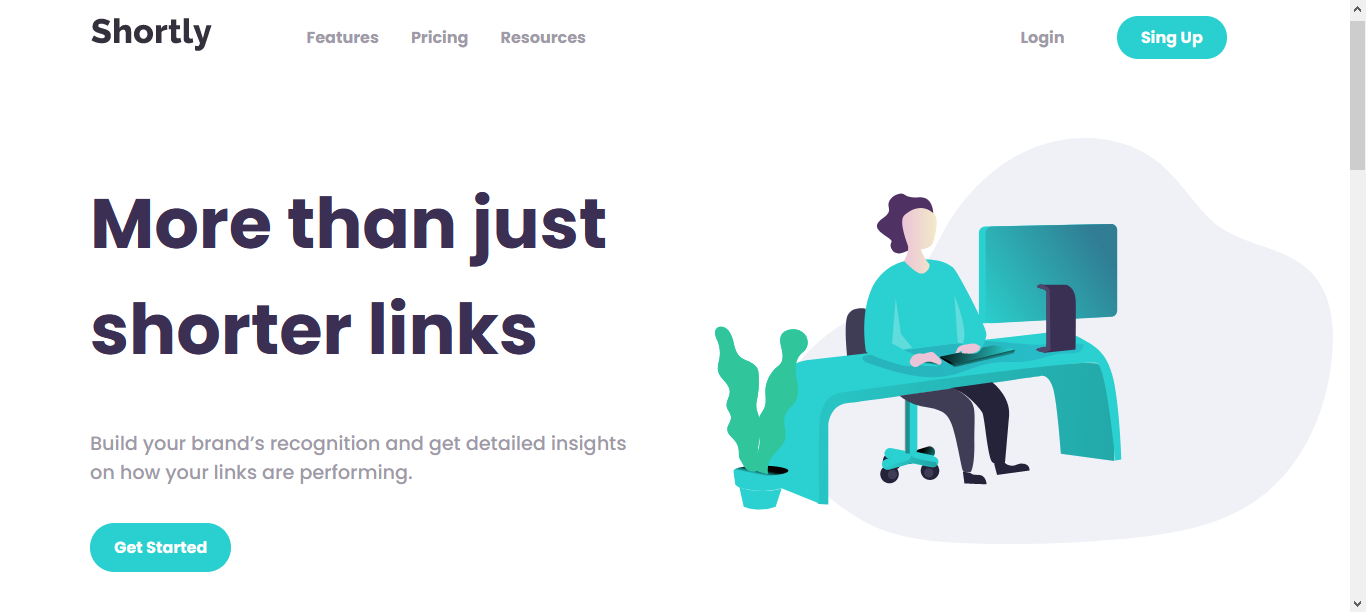 Shortly
Features Pricing Resources
Login
Sing Up
More than just
shorter links
Build your brand’s recognition and get detailed insights
on how your links are performing.
Get Started